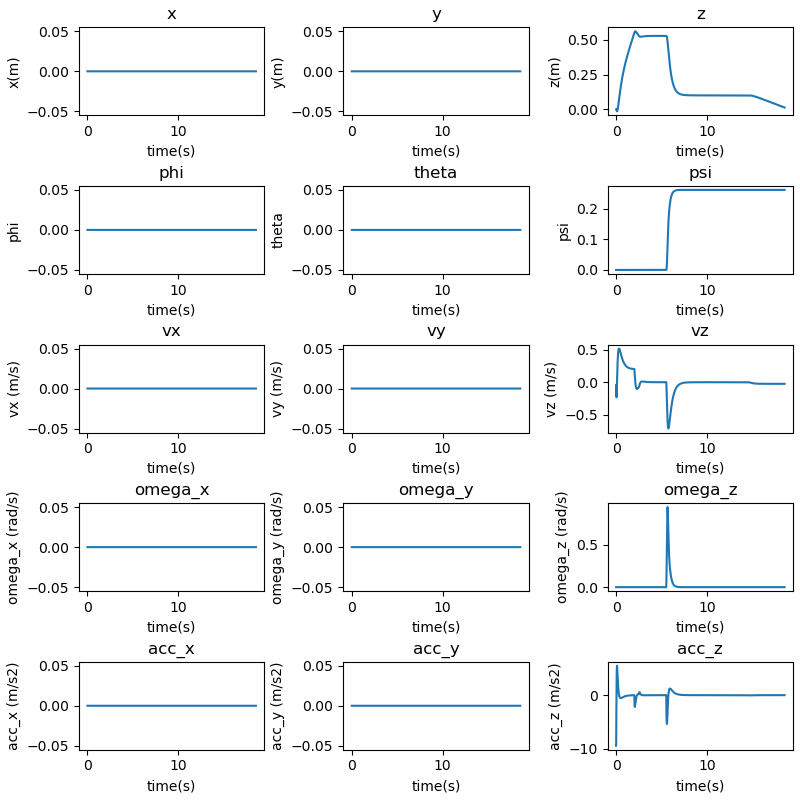 x y z
x(m)
0.05
0.00
−0.05
0 10
time(s)
y(m)
0.05
0.00
−0.05
0 10
time(s)
z(m)
0.50
0.25
0.00
0 10
time(s)
phi theta psi
phi
0.05
0.00
−0.05
0 10
time(s)
theta
0.05
0.00
−0.05
0 10
time(s)
psi
0.2
0.1
0.0
0 10
time(s)
vx vy vz
vx (m/s)
0.05
0.00
−0.05
0 10
time(s)
vy (m/s)
0.05
0.00
−0.05
0 10
time(s)
vz (m/s)
0.5
0.0
−0.5
0 10
time(s)
omega_x omega_y omega_z
omega_x (rad/s)
0.05
0.00
−0.05
0 10
time(s)
omega_y (rad/s)
0.05
0.00
−0.05
0 10
time(s)
omega_z (rad/s)
0.5
0.0
0 10
time(s)
acc_x acc_y acc_z
acc_x (m/s2)
0.05
0.00
−0.05
0 10
time(s)
acc_y (m/s2)
0.05
0.00
−0.05
0 10
time(s)
acc_z (m/s2)
0
−10
0 10
time(s)